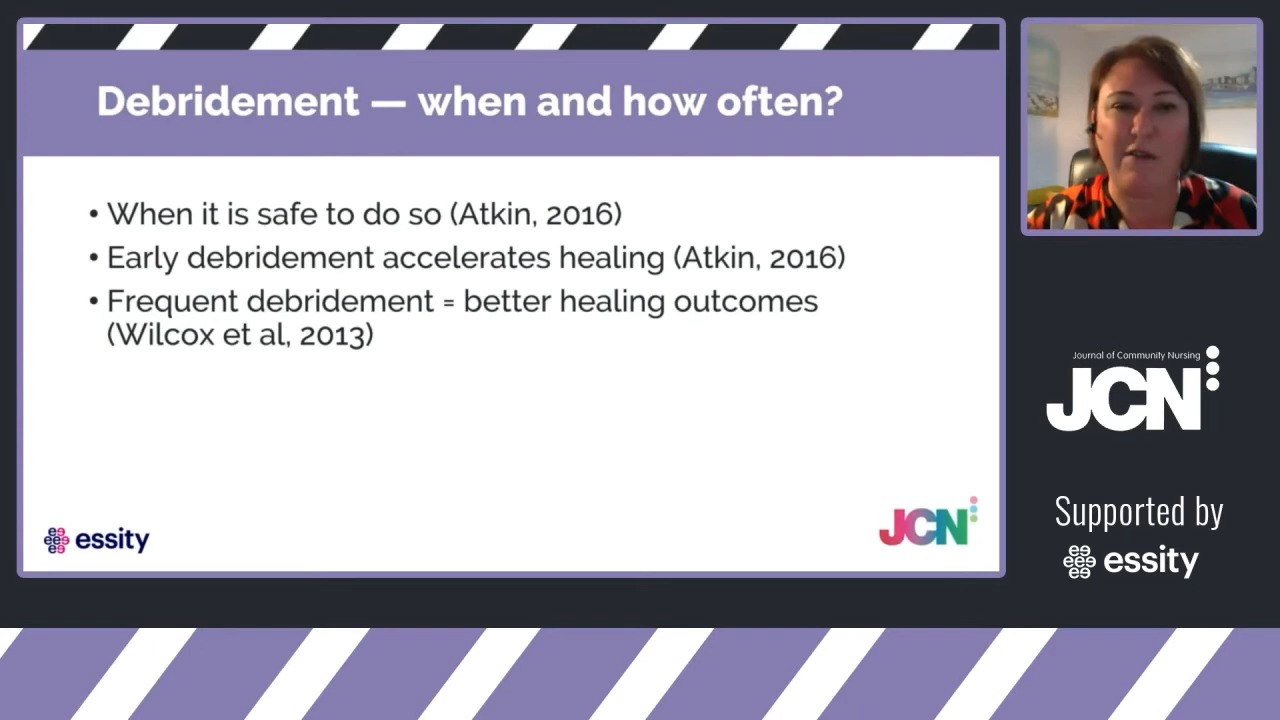 Debridement — when and how often?
• When it is safe to do so (Atkin, 2016)
• Early debridement accelerates healing (Atkin, 2016)
• Frequent debridement = better healing outcomes
(Wilcox et al, 2013)
essity
JCN
Journal of Community Nursing
JCN
Supported by
essity